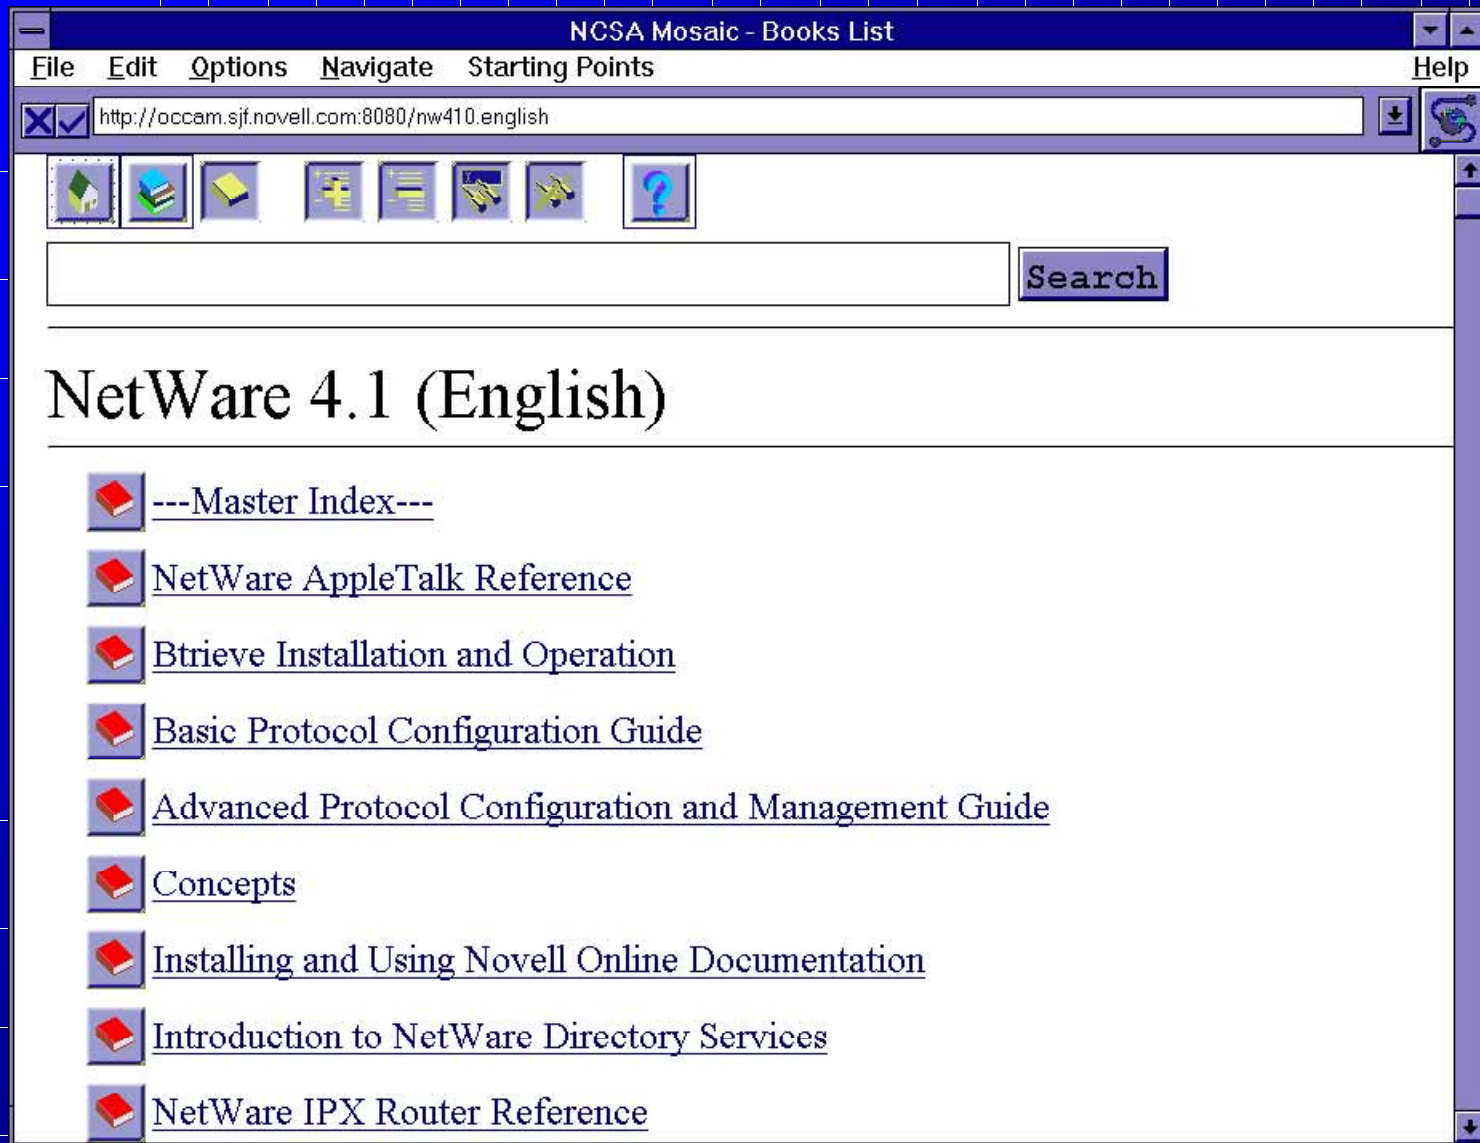 NCSA Mosaic - Books List
File Edit Options Navigate Starting Points Help
http://occam.sjf.novell.com:8080/nw410.english
?
Search
NetWare 4.1 (English)
---Master Index---
NetWare AppleTalk Reference
Btrieve Installation and Operation
Basic Protocol Configuration Guide
Advanced Protocol Configuration and Management Guide
Concepts
Installing and Using Novell Online Documentation
Introduction to NetWare Directory Services
NetWare IPX Router Reference